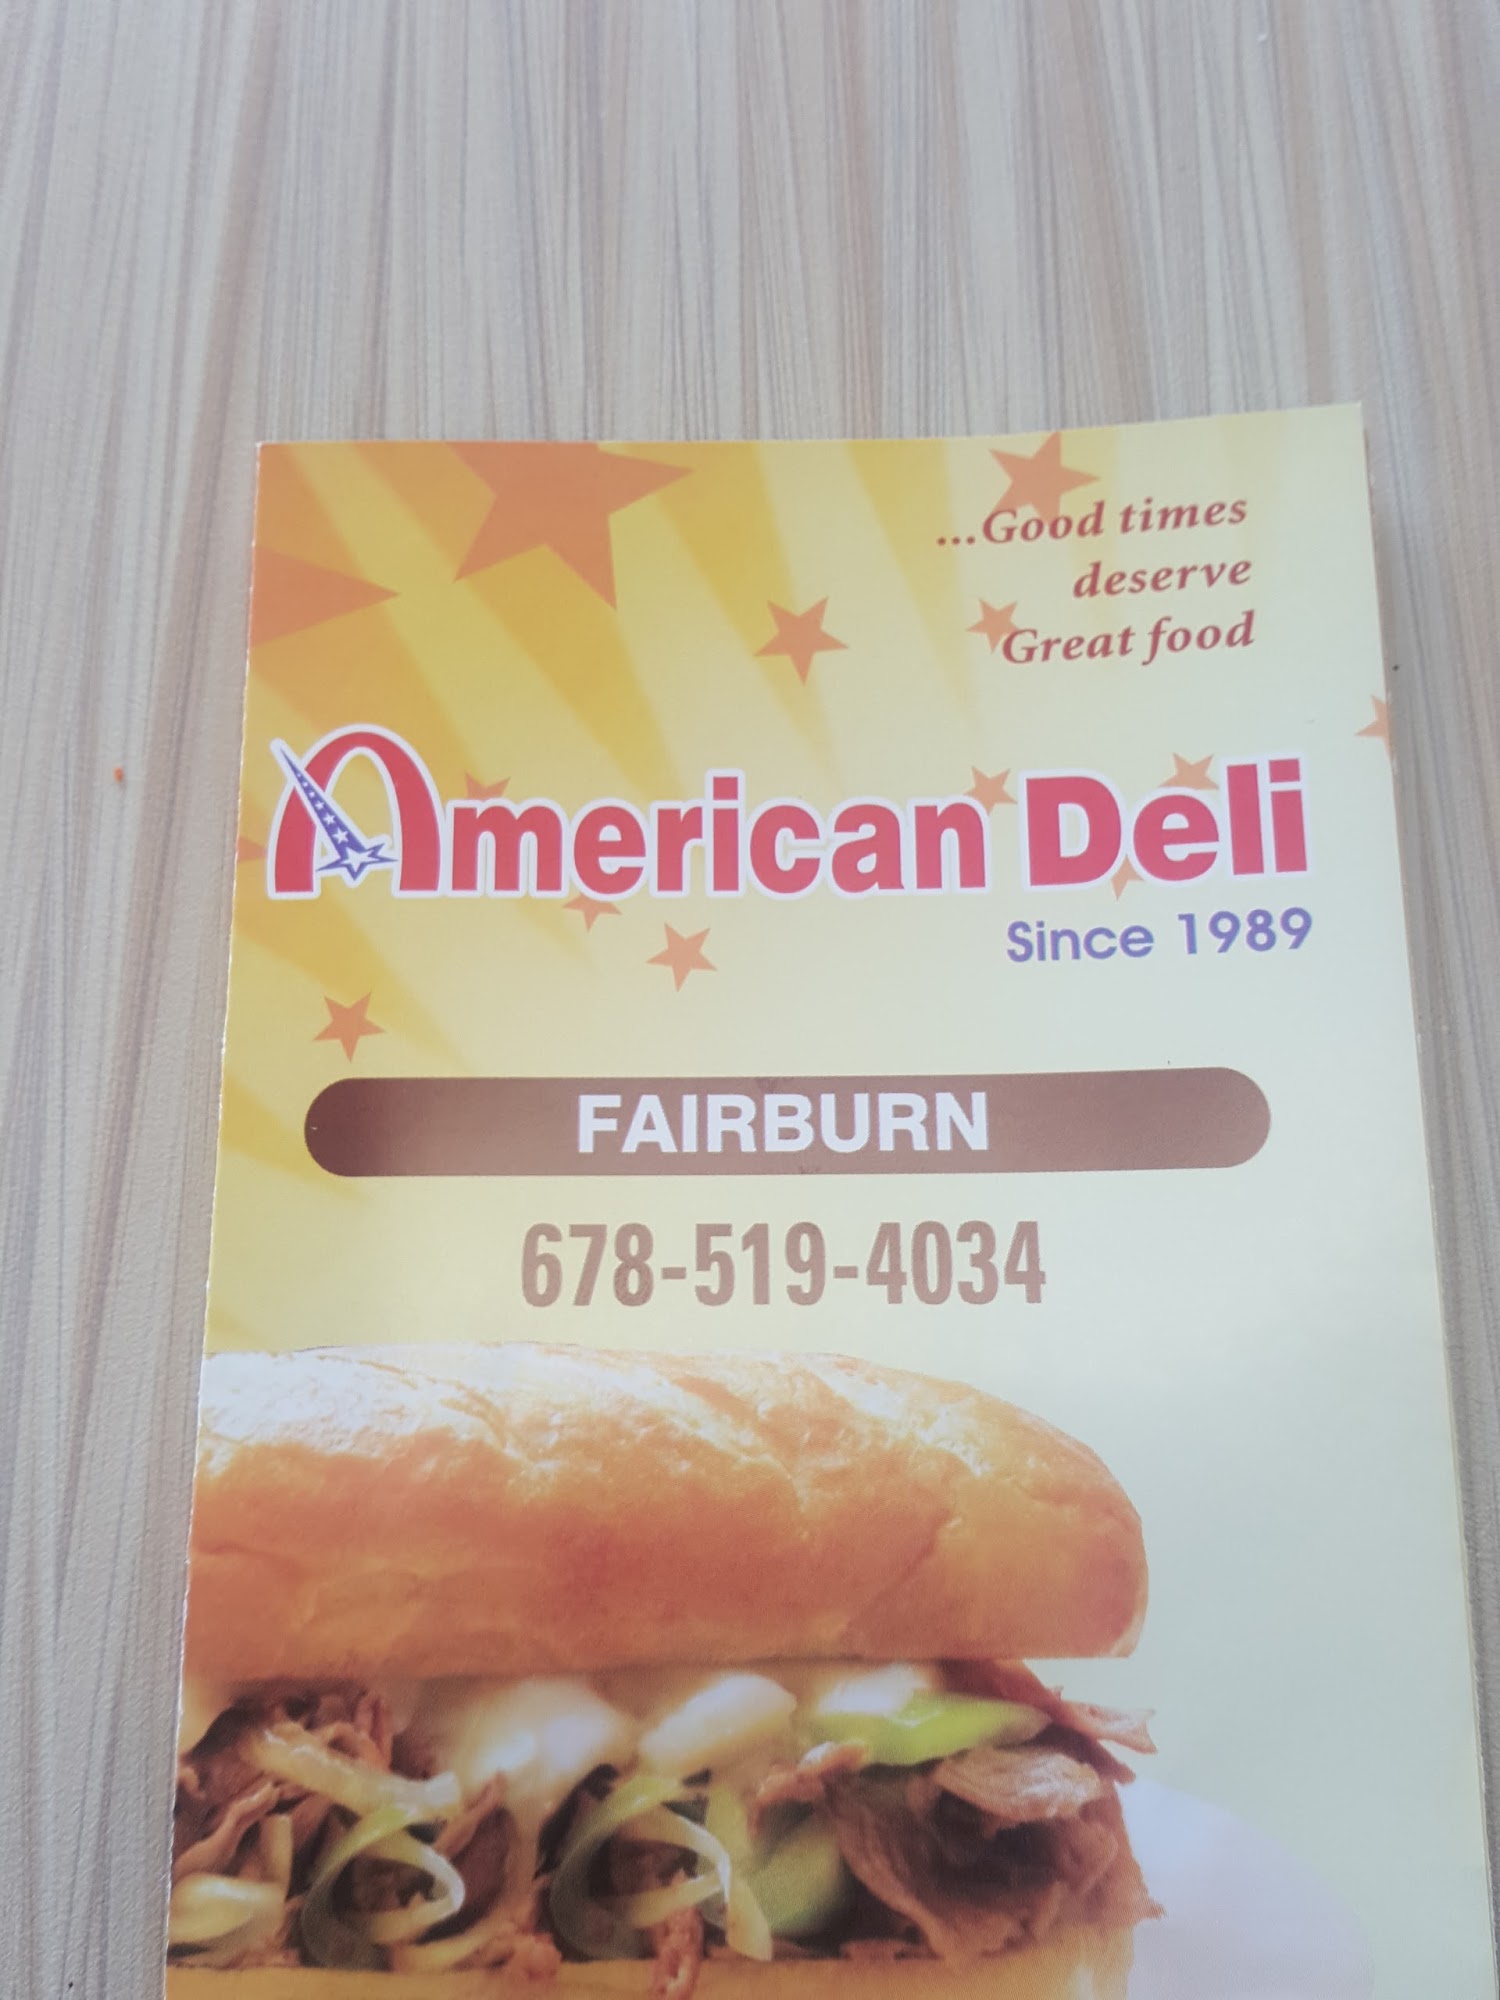 ...Good times
deserve
Great food
American Deli
Since 1989
FAIRBURN
678-519-4034